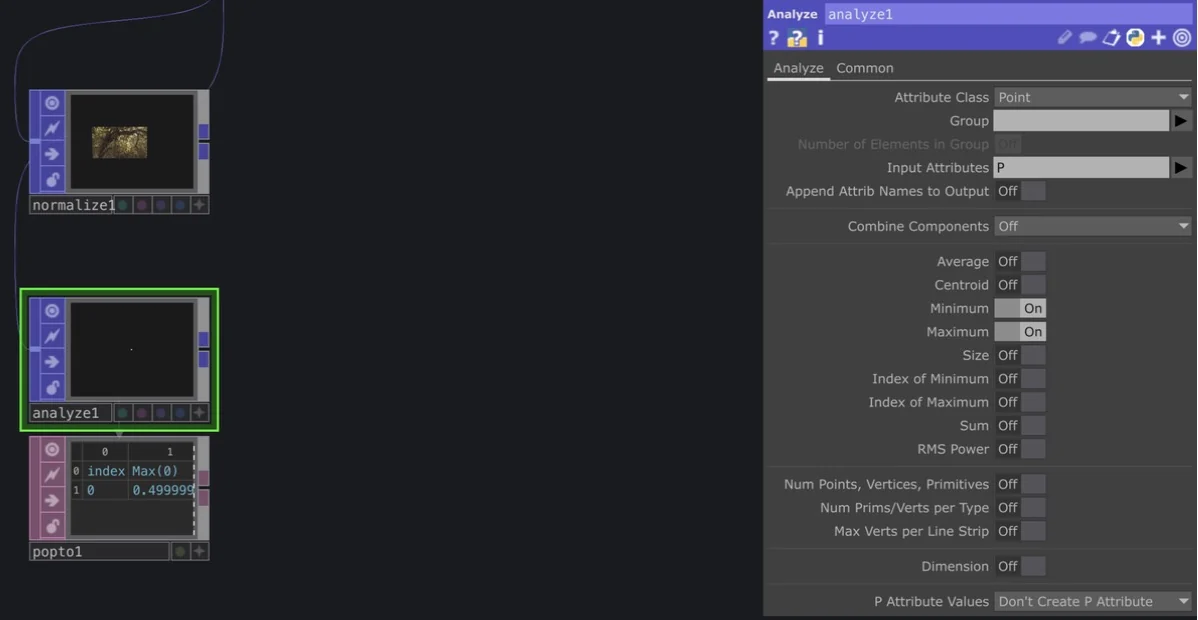 Analyze analyze1
? ? i
Analyze Common
Attribute Class Point
Group
Number of Elements in Group Off
Input Attributes P
Append Attrib Names to Output Off
Combine Components Off
Average Off
Centroid Off
Minimum On
Maximum On
Size Off
Index of Minimum Off
Index of Maximum Off
Sum Off
RMS Power Off
Num Points, Vertices, Primitives Off
Num Prims/Verts per Type Off
Max Verts per Line Strip Off
Dimension Off
P Attribute Values Don't Create P Attribute
normalize1
analyze1
0 1
0 index Max(0)
1 0 0.499999
popto1